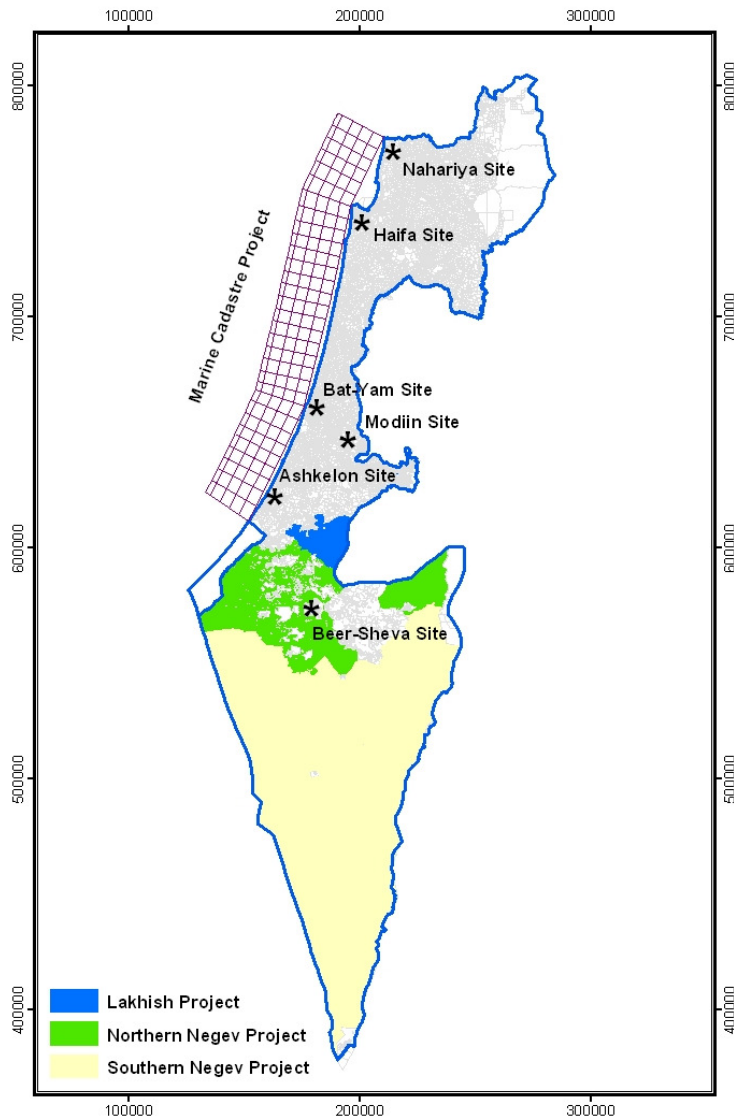 100000 200000 300000
800000 800000
Nahariya Site
Haifa Site
Marine Cadastre Project
700000 700000
Bat-Yam Site
Modiin Site
Ashkelon Site
600000 600000
Beer-Sheva Site
500000 500000
Lakhish Project
400000 400000
Northern Negev Project
Southern Negev Project
100000 200000 300000